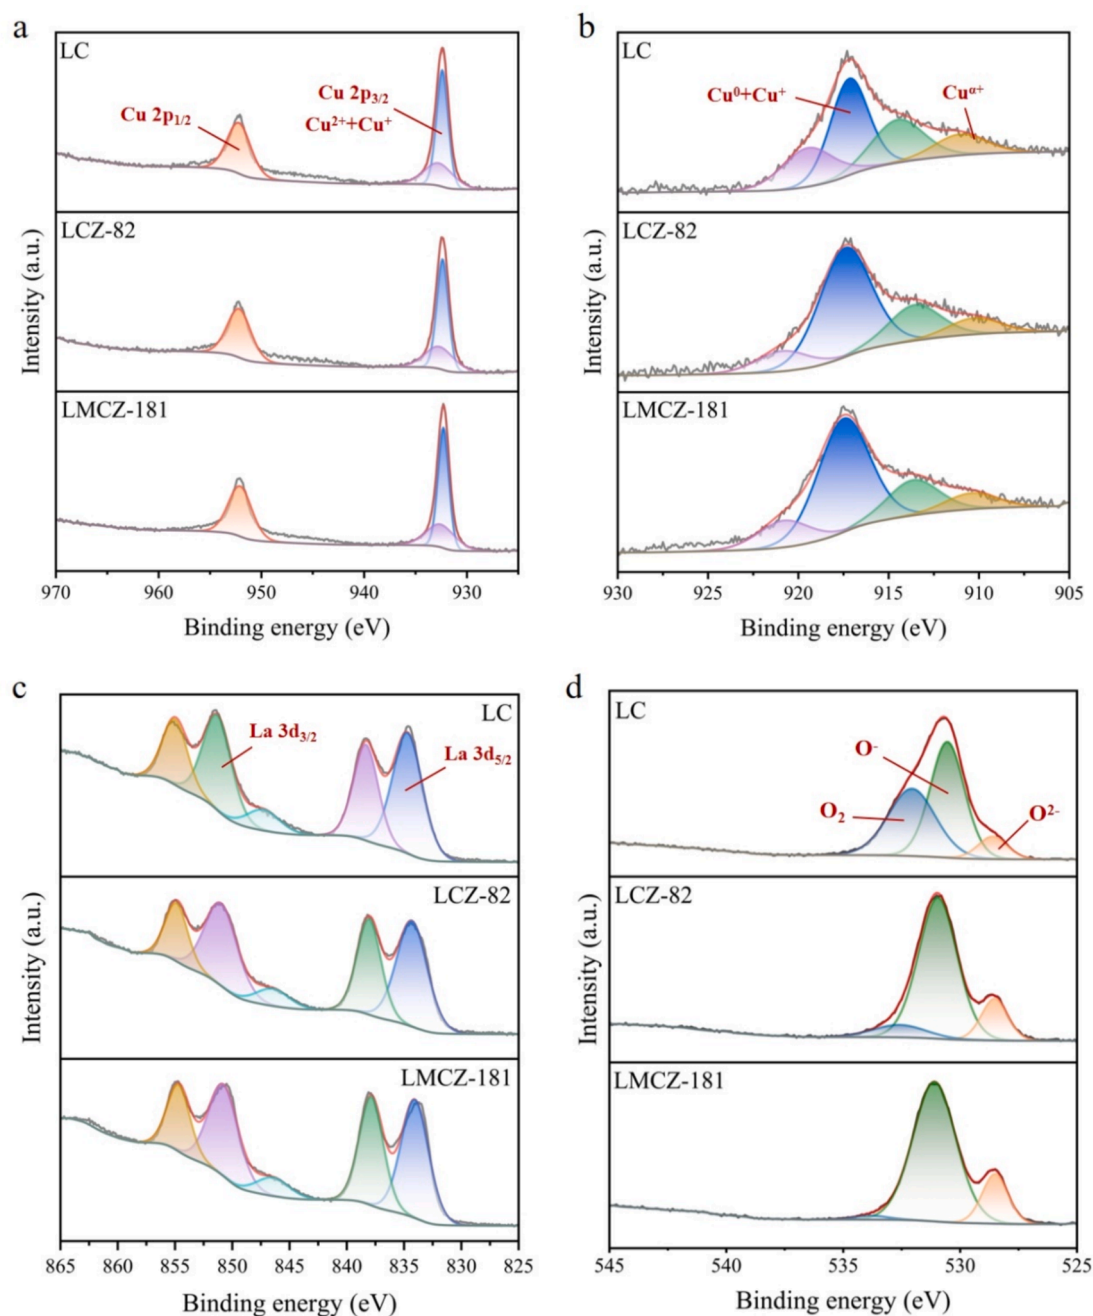 a
LC
Cu 2p₁/₂
Cu 2p₃/₂
Cu²⁺+Cu⁺
LCZ-82
LMCZ-181
Intensity (a.u.)
970 960 950 940 930
Binding energy (eV)
b
LC
Cu⁰+Cu⁺
Cuᵅ⁺
LCZ-82
LMCZ-181
Intensity (a.u.)
930 925 920 915 910 905
Binding energy (eV)
c
LC
La 3d₃/₂
La 3d₅/₂
LCZ-82
LMCZ-181
Intensity (a.u.)
865 860 855 850 845 840 835 830 825
Binding energy (eV)
d
LC
O⁻
O₂
O²⁻
LCZ-82
LMCZ-181
Intensity (a.u.)
545 540 535 530 525
Binding energy (eV)